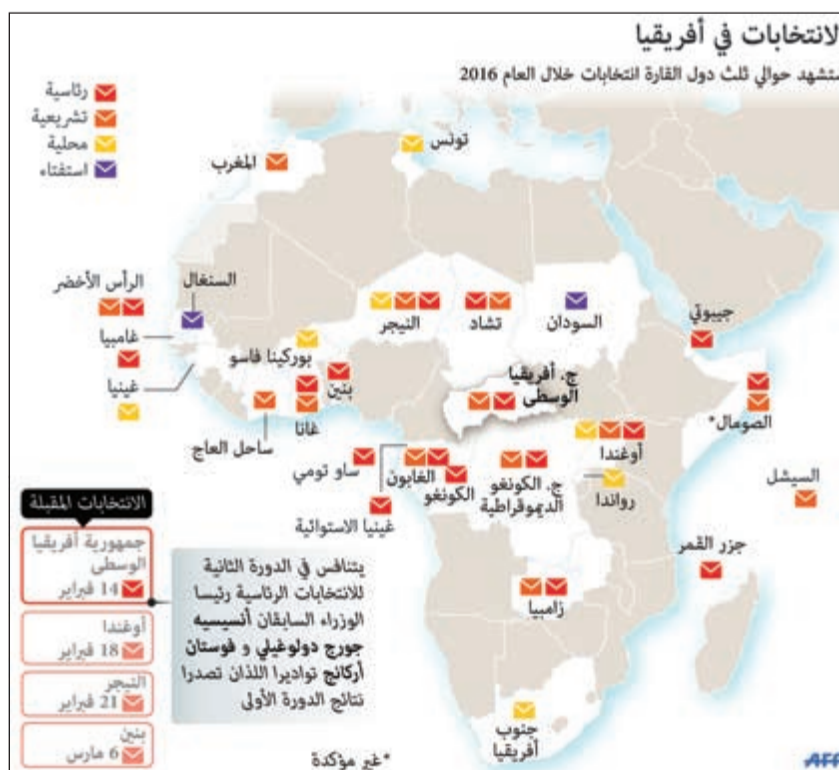 لانتخابات في أفريقيا
ستشهد حوالي ثلث دول القارة انتخابات خلال العام 2016
رئاسية
تشريعية
محلية
استفتاء
تونس
المغرب
الرأس الأخضر
السنغال
غامبيا
غينيا
النيجر
تشاد
السودان
جيبوتي
بوركينا فاسو
بنين
غانا
ساحل العاج
ج. أفريقيا
الوسطى
الصومال*
أوغندا
رواندا
السيشل
ساو تومي
الغابون
الكونغو
غينيا الاستوائية
ج. الكونغو
الديموقراطية
جزر القمر
زامبيا
جنوب
أفريقيا
الانتخابات المقبلة
جمهورية أفريقيا
الوسطى
14 فبراير
أوغندا
18 فبراير
النيجر
21 فبراير
بنين
6 مارس
يتنافس في الدورة الثانية
للانتخابات الرئاسية رئيسا
الوزراء السابقان أنسيسيه
جورج دولوغيلي و فوستان
أركانج تواديرا اللذان تصدرا
نتائج الدورة الأولى
*غير مؤكدة
AFP